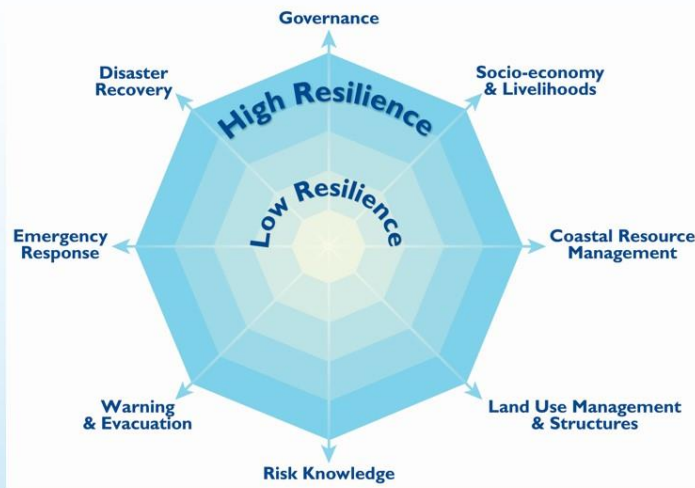 Governance
Disaster
Recovery
Socio-economy
& Livelihoods
High Resilience
Low Resilience
Emergency
Response
Coastal Resource
Management
Warning
& Evacuation
Land Use Management
& Structures
Risk Knowledge